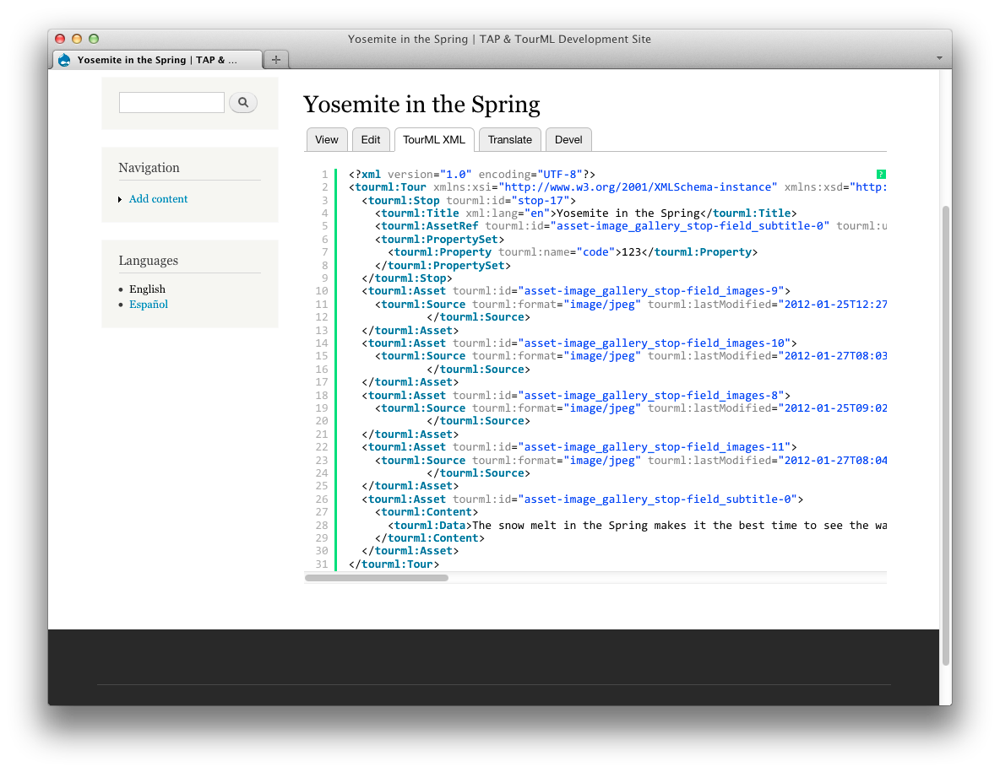 Yosemite in the Spring | TAP & TourML Development Site
Yosemite in the Spring | TAP & ...
Navigation
Add content
Languages
English
Español
Yosemite in the Spring
View
Edit
TourML XML
Translate
Devel
?
1 <?xml version="1.0" encoding="UTF-8"?>
2 <tourml:Tour xmlns:xsi="http://www.w3.org/2001/XMLSchema-instance" xmlns:xsd="http:
3 <tourml:Stop tourml:id="stop-17">
4 <tourml:Title xml:lang="en">Yosemite in the Spring</tourml:Title>
5 <tourml:AssetRef tourml:id="asset-image_gallery_stop-field_subtitle-0" tourml:u
6 <tourml:PropertySet>
7 <tourml:Property tourml:name="code">123</tourml:Property>
8 </tourml:PropertySet>
9 </tourml:Stop>
10 <tourml:Asset tourml:id="asset-image_gallery_stop-field_images-9">
11 <tourml:Source tourml:format="image/jpeg" tourml:lastModified="2012-01-25T12:27
12 </tourml:Source>
13 </tourml:Asset>
14 <tourml:Asset tourml:id="asset-image_gallery_stop-field_images-10">
15 <tourml:Source tourml:format="image/jpeg" tourml:lastModified="2012-01-27T08:03
16 </tourml:Source>
17 </tourml:Asset>
18 <tourml:Asset tourml:id="asset-image_gallery_stop-field_images-8">
19 <tourml:Source tourml:format="image/jpeg" tourml:lastModified="2012-01-25T09:02
20 </tourml:Source>
21 </tourml:Asset>
22 <tourml:Asset tourml:id="asset-image_gallery_stop-field_images-11">
23 <tourml:Source tourml:format="image/jpeg" tourml:lastModified="2012-01-27T08:04
24 </tourml:Source>
25 </tourml:Asset>
26 <tourml:Asset tourml:id="asset-image_gallery_stop-field_subtitle-0">
27 <tourml:Content>
28 <tourml:Data>The snow melt in the Spring makes it the best time to see the wa
29 </tourml:Content>
30 </tourml:Asset>
31 </tourml:Tour>